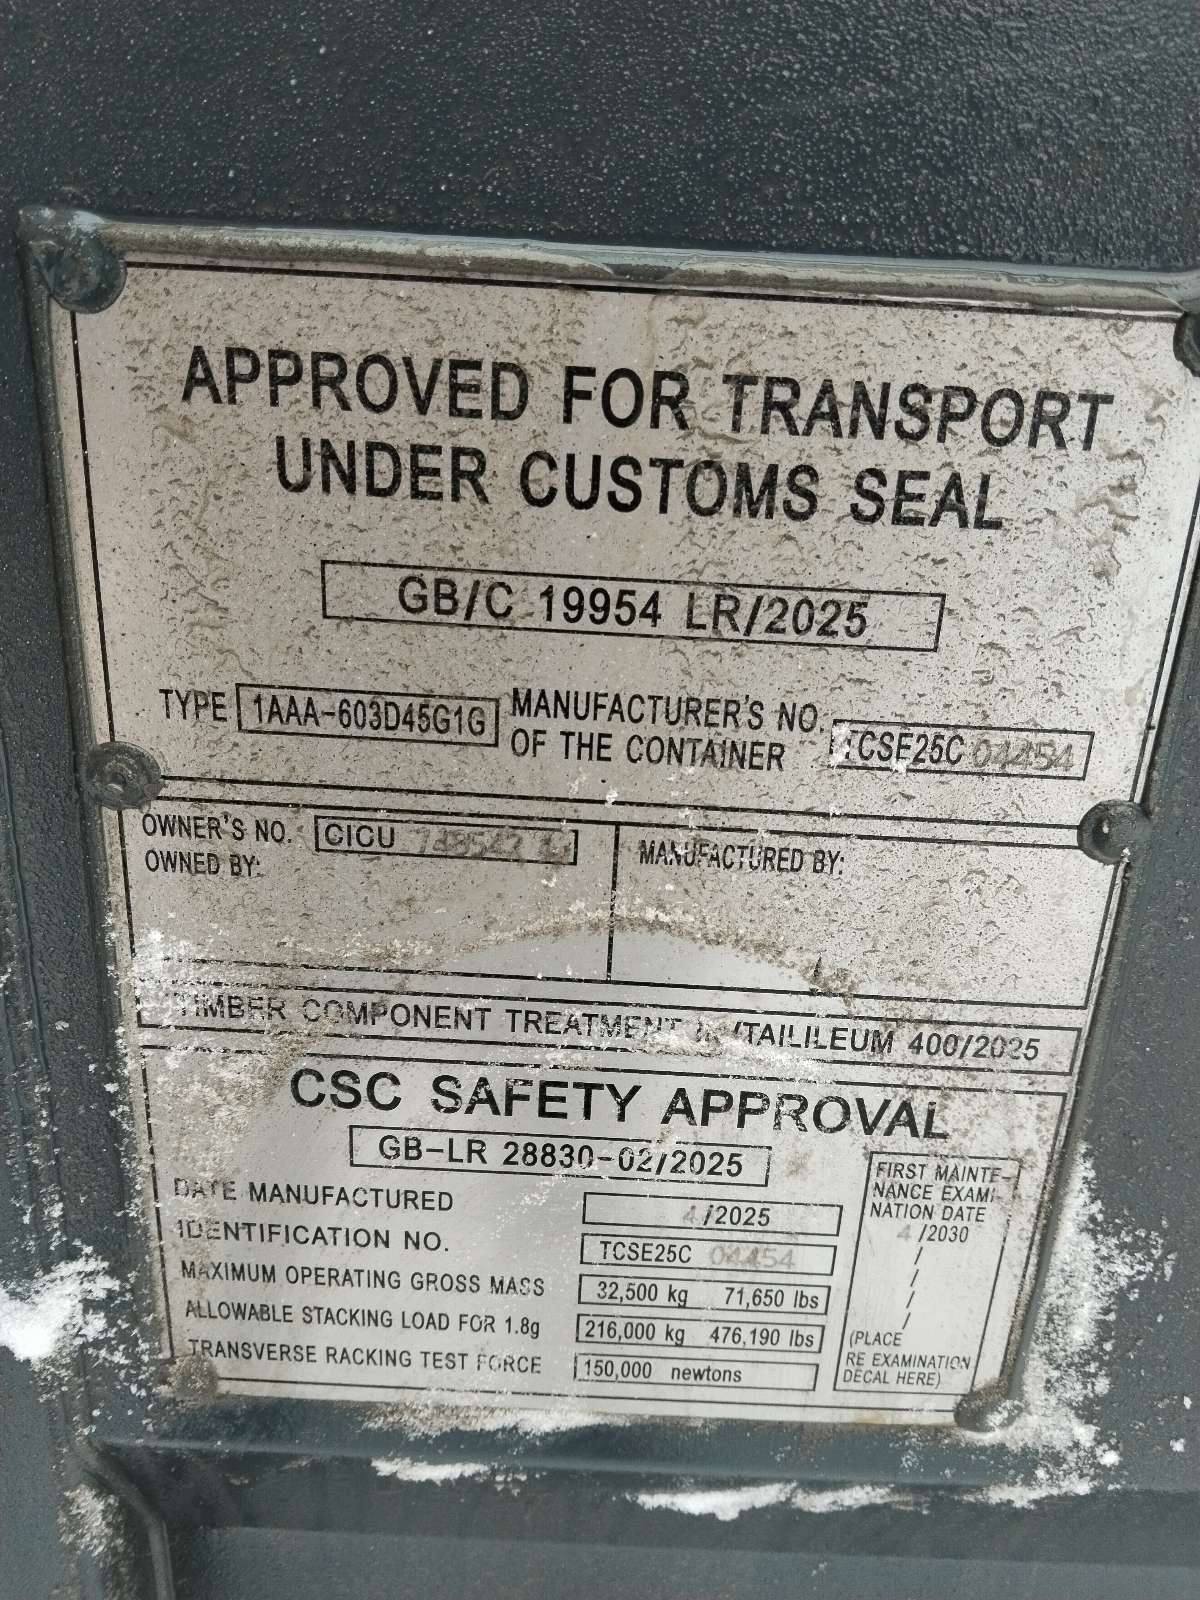 APPROVED FOR TRANSPORT
UNDER CUSTOMS SEAL
GB/C 19954 LR/2025
TYPE 1AAA-603D45G1G MANUFACTURER'S NO. OF THE CONTAINER TCSE25C 04454
OWNER'S NO. CICU
OWNED BY:
MANUFACTURED BY:
TIMBER COMPONENT TREATMENT /TAILILEUM 400/2025
CSC SAFETY APPROVAL
GB-LR 28830-02/2025
DATE MANUFACTURED 4/2025
IDENTIFICATION NO. TCSE25C 04454
MAXIMUM OPERATING GROSS MASS 32,500 kg 71,650 lbs
ALLOWABLE STACKING LOAD FOR 1.8g 216,000 kg 476,190 lbs
TRANSVERSE RACKING TEST FORCE 150,000 newtons
FIRST MAINTE-
NANCE EXAMI-
NATION DATE
4 /2030
/
/
/
/
(PLACE
RE EXAMINATION
DECAL HERE)